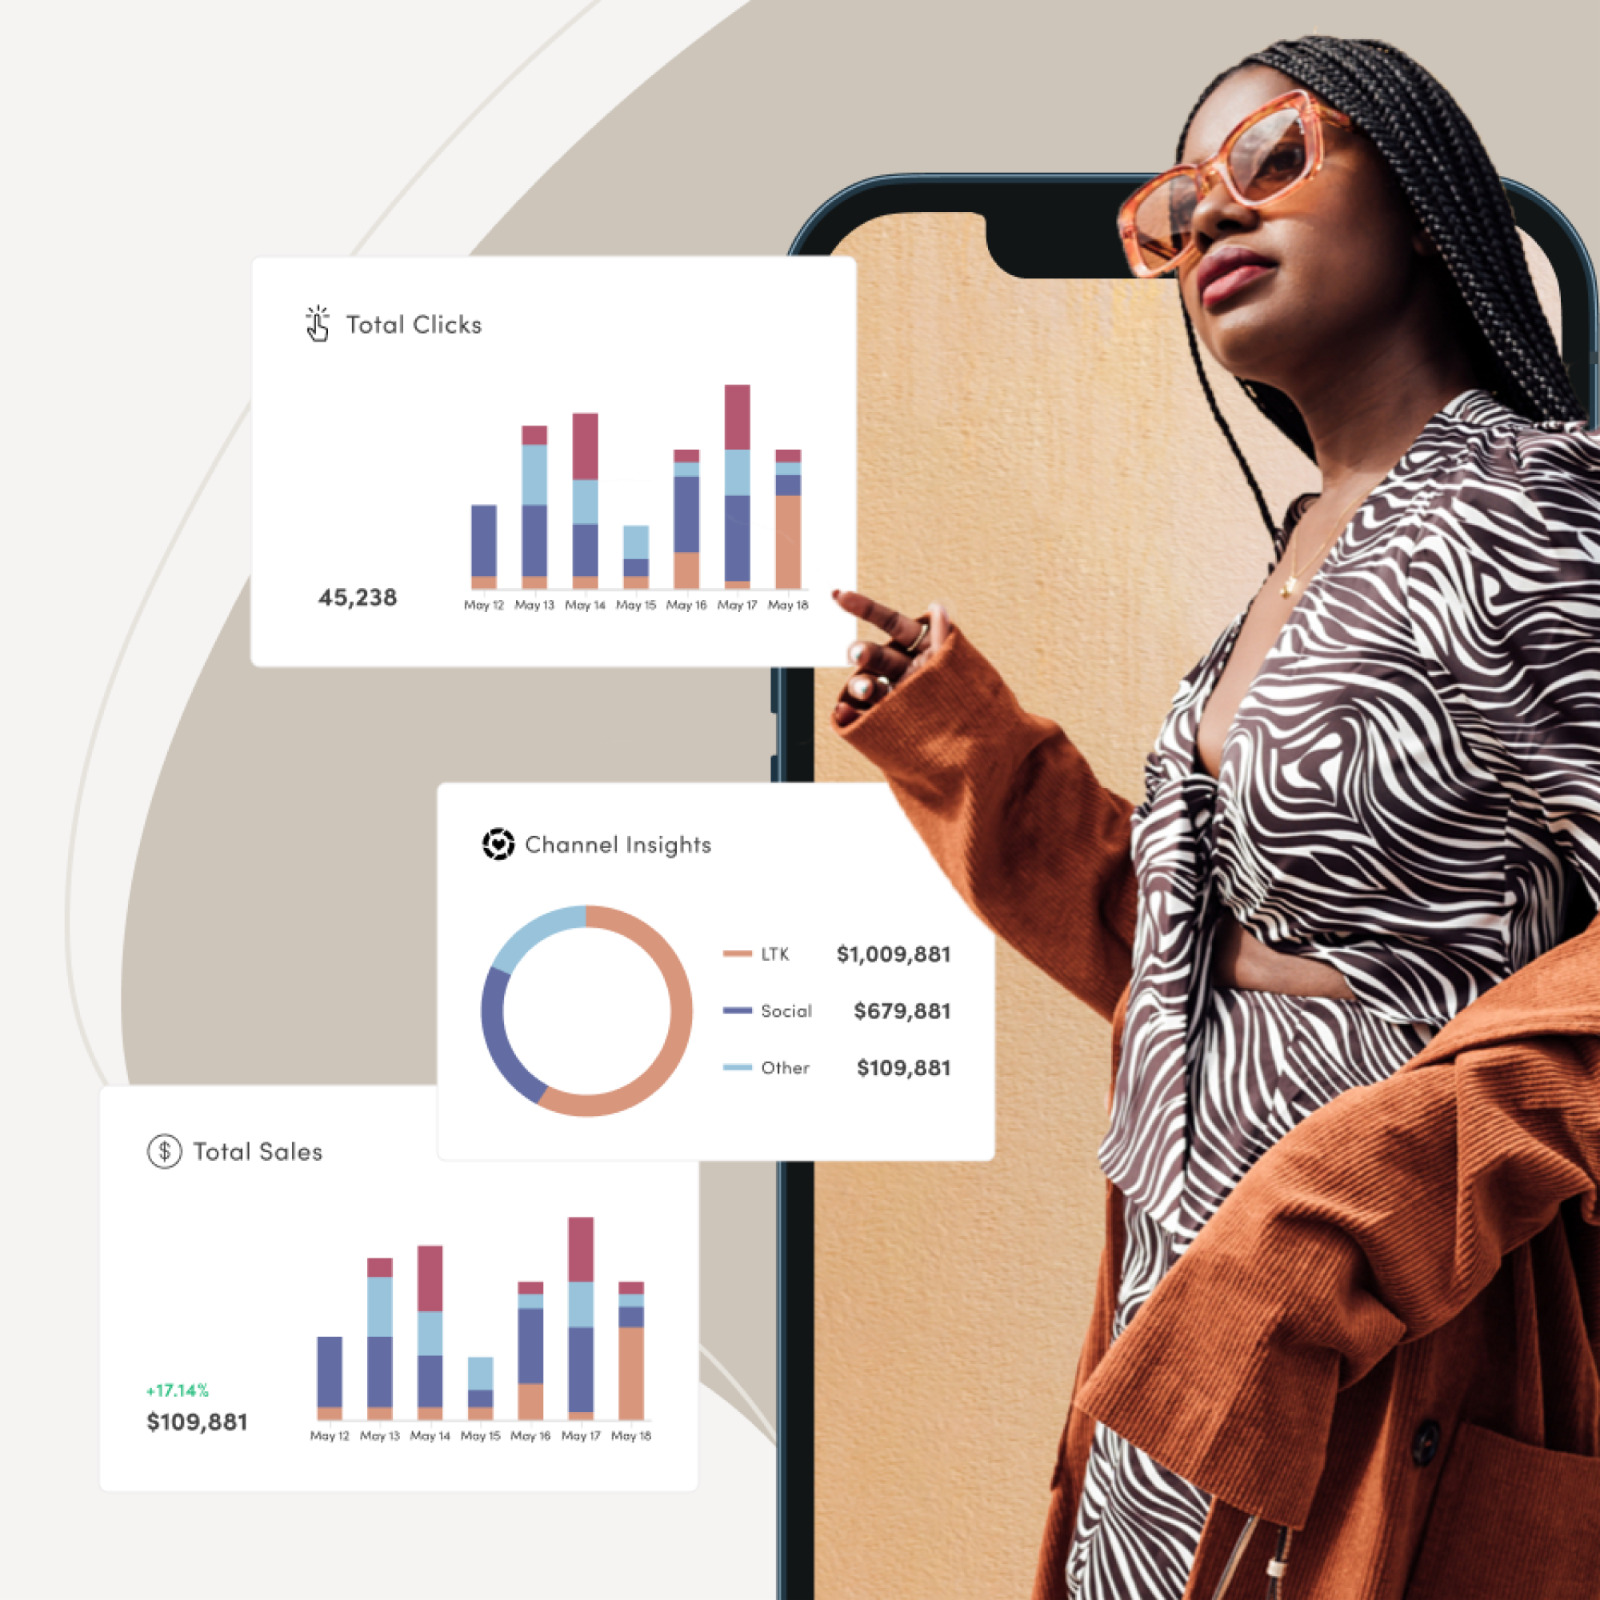 Total Clicks
45,238
May 12 May 13 May 14 May 15 May 16 May 17 May 18
Channel Insights
LTK $1,009,881
Social $679,881
Other $109,881
$ Total Sales
+17.14%
$109,881
May 12 May 13 May 14 May 15 May 16 May 17 May 18